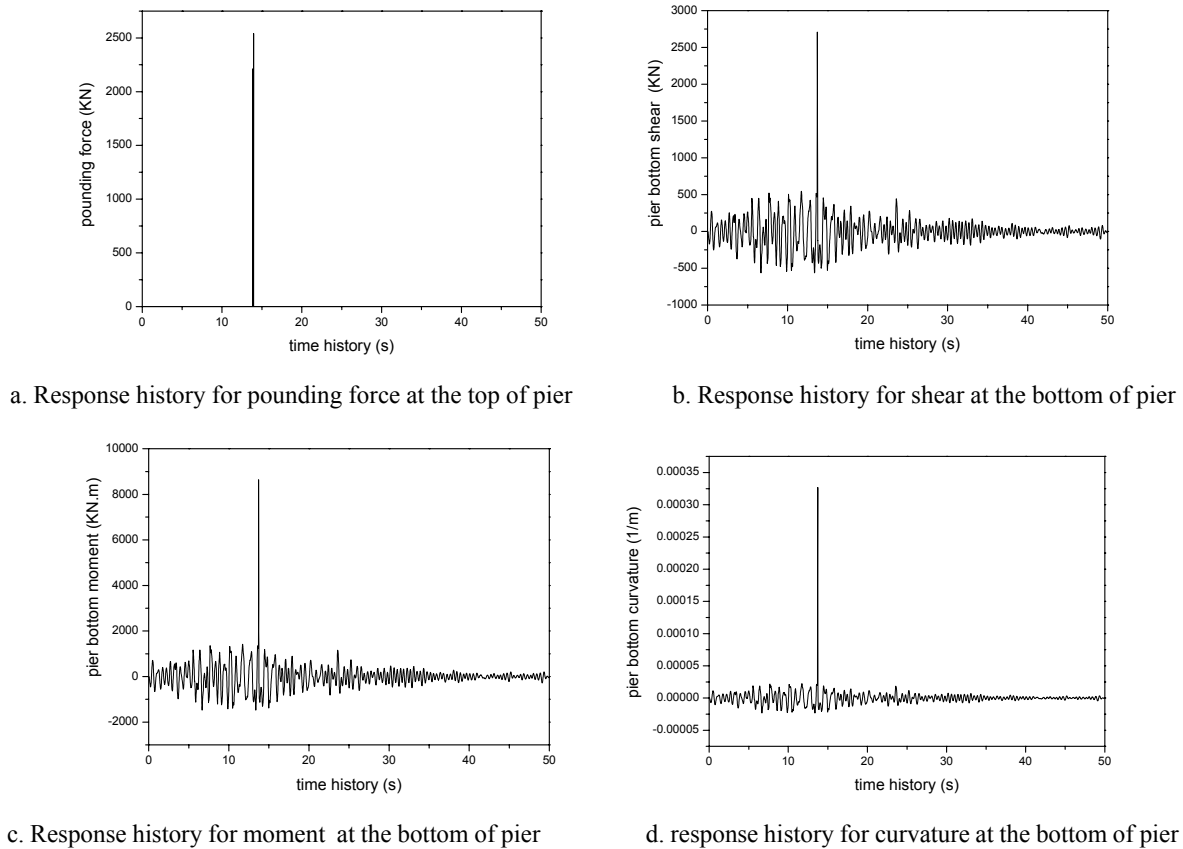 2500
2000
1500
1000
500
0
pounding force (KN)
0 10 20 30 40 50
time history (s)
a. Response history for pounding force at the top of pier
3000
2500
2000
1500
1000
500
0
-500
-1000
pier bottom shear (KN)
0 10 20 30 40 50
time history (s)
b. Response history for shear at the bottom of pier
10000
8000
6000
4000
2000
0
-2000
pier bottom moment (KN.m)
0 10 20 30 40 50
time history (s)
c. Response history for moment at the bottom of pier
0.00035
0.00030
0.00025
0.00020
0.00015
0.00010
0.00005
0.00000
-0.00005
pier bottom curvature (1/m)
0 10 20 30 40 50
time history (s)
d. response history for curvature at the bottom of pier